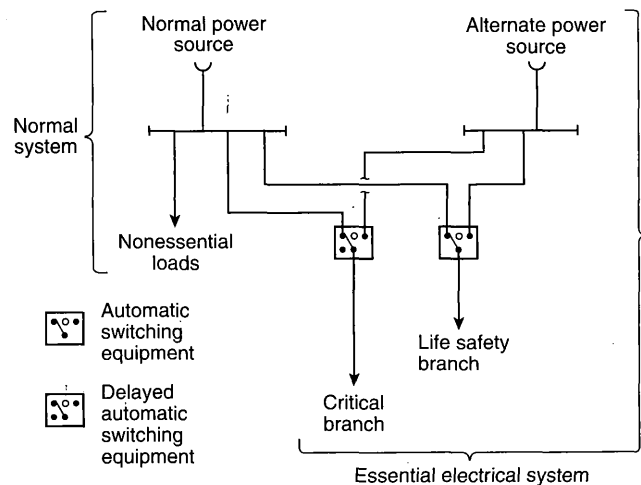 Normal power
source
Alternate power
source
Normal
system
Nonessential
loads
Automatic
switching
equipment
Life safety
branch
Delayed
automatic
switching
equipment
Critical
branch
Essential electrical system